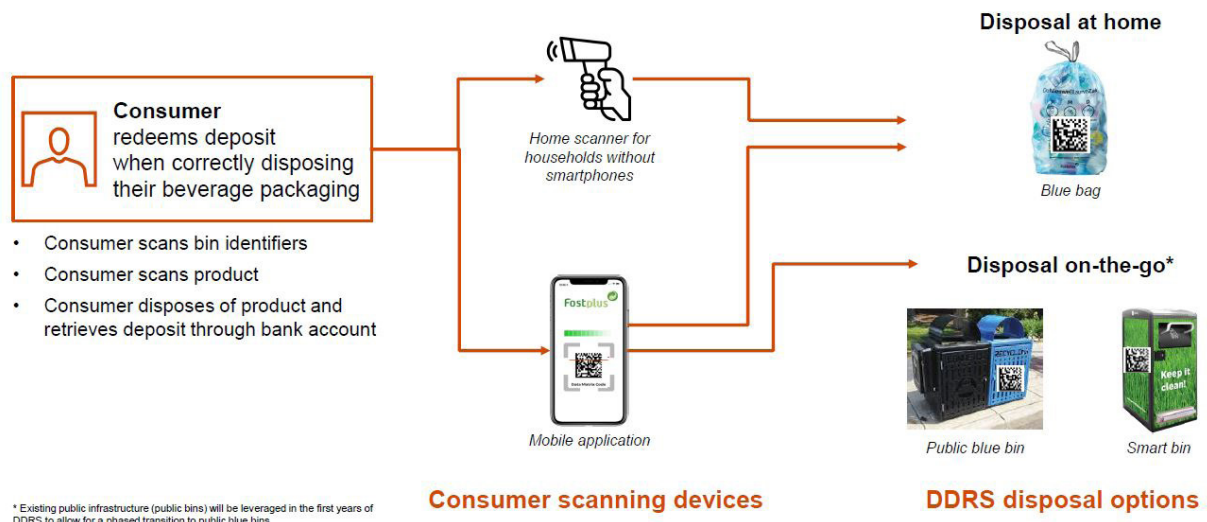 Consumer
redeems deposit
when correctly disposing
their beverage packaging
• Consumer scans bin identifiers
• Consumer scans product
• Consumer disposes of product and
retrieves deposit through bank account
Home scanner for
households without
smartphones
Fostplus
Data Matrix Code
Mobile application
Disposal at home
Blue bag
Disposal on-the-go*
RECYCLING
Public blue bin
Keep it
clean!
Smart bin
Consumer scanning devices
DDRS disposal options
* Existing public infrastructure (public bins) will be leveraged in the first years of
DDRS to allow for a phased transition to public blue bins